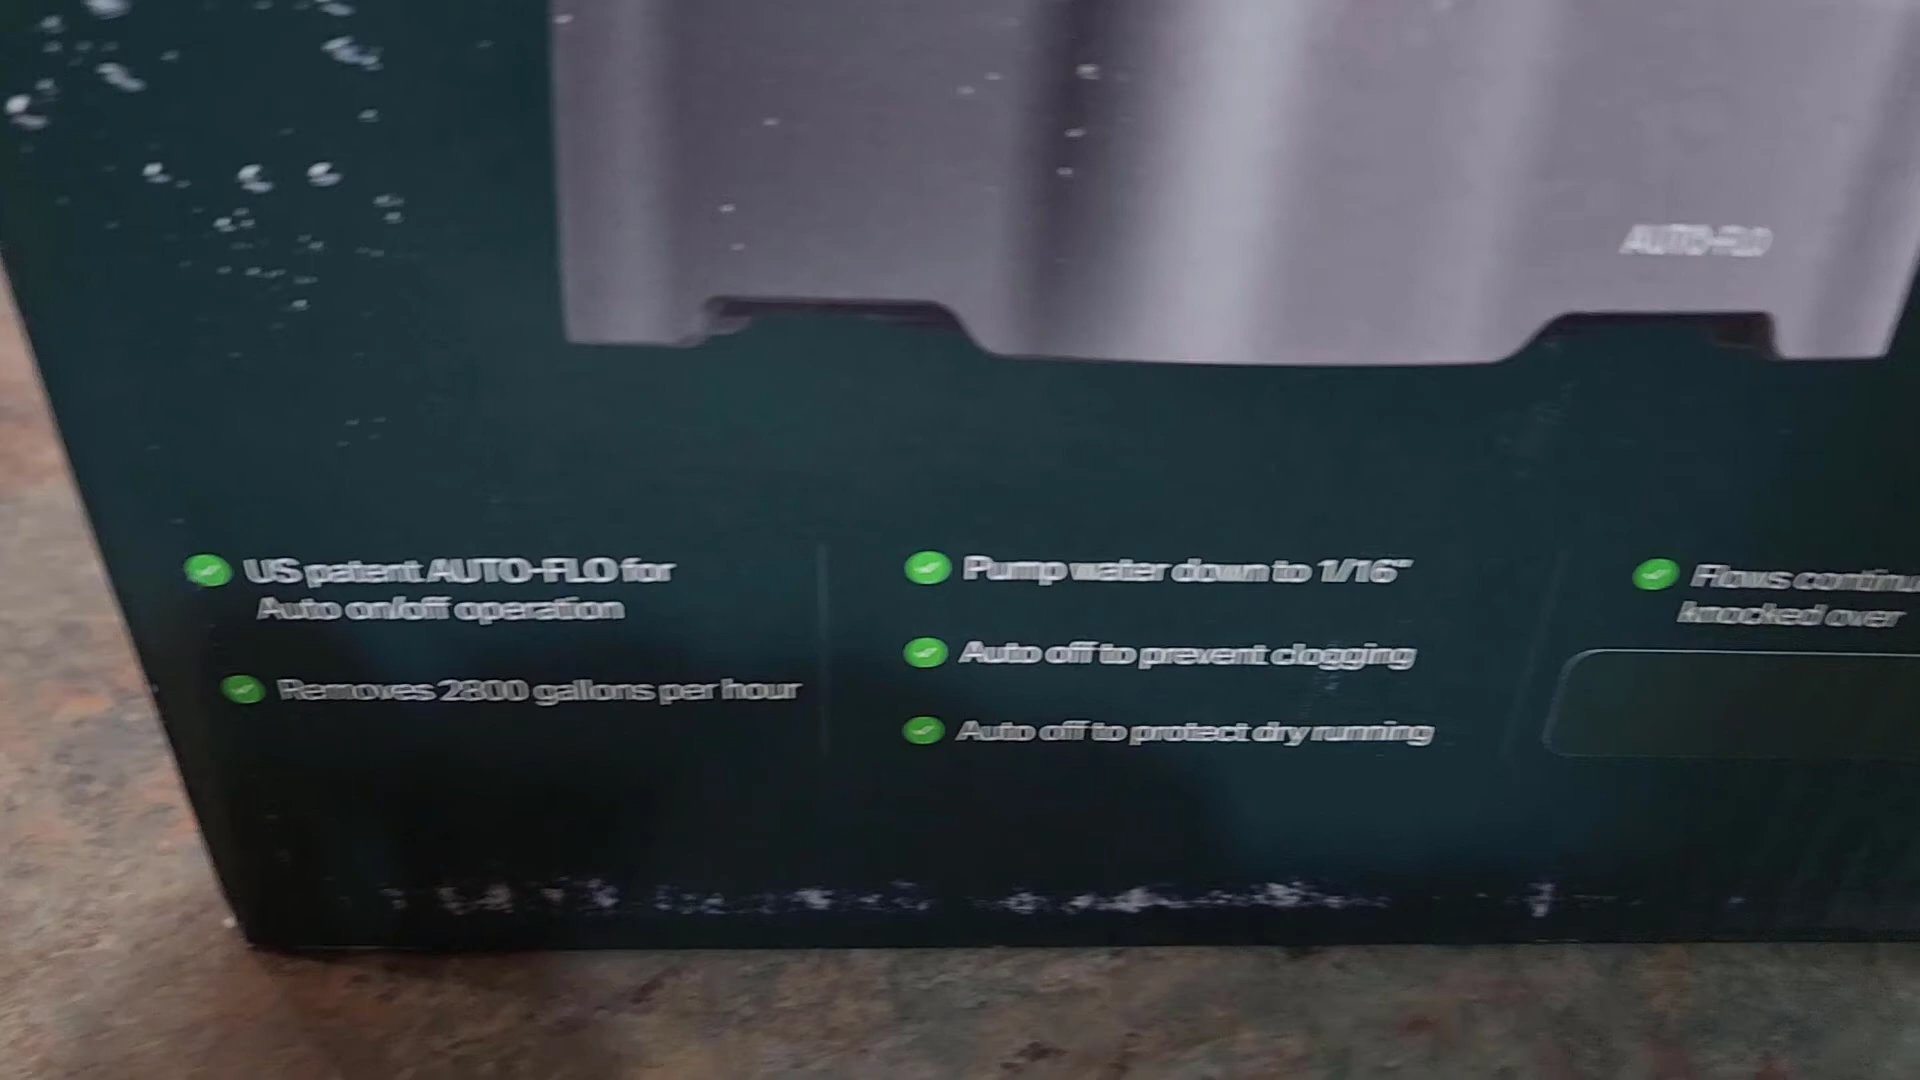 AUTO-FLO
US patent AUTO-FLO for
Auto on/off operation
Removes 2800 gallons per hour
Pump water down to 1/16"
Auto off to prevent clogging
Auto off to protect dry running
Flows
knocked over